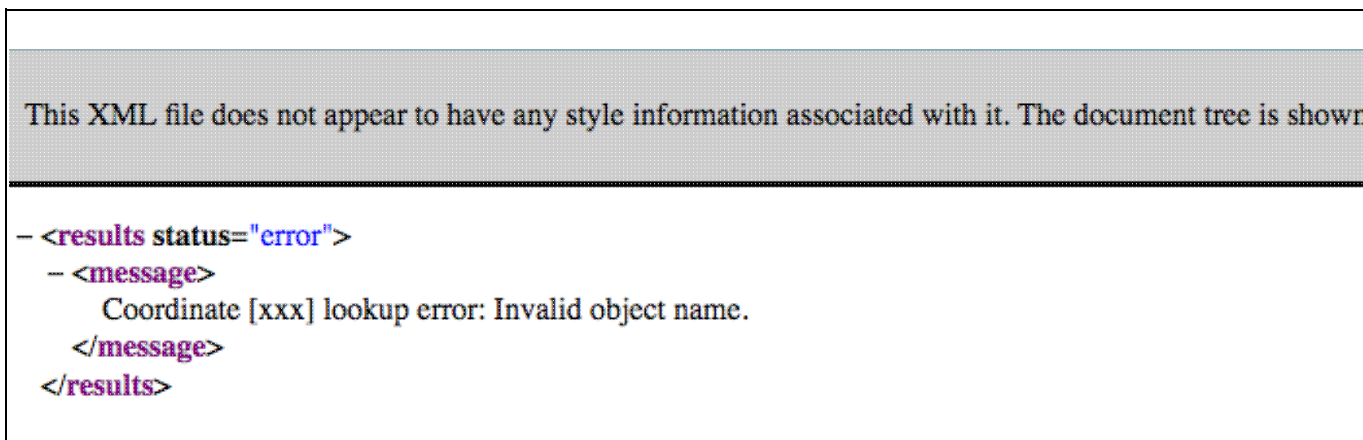 This XML file does not appear to have any style information associated with it. The document tree is shown
– <results status="error">
– <message>
Coordinate [xxx] lookup error: Invalid object name.
</message>
</results>